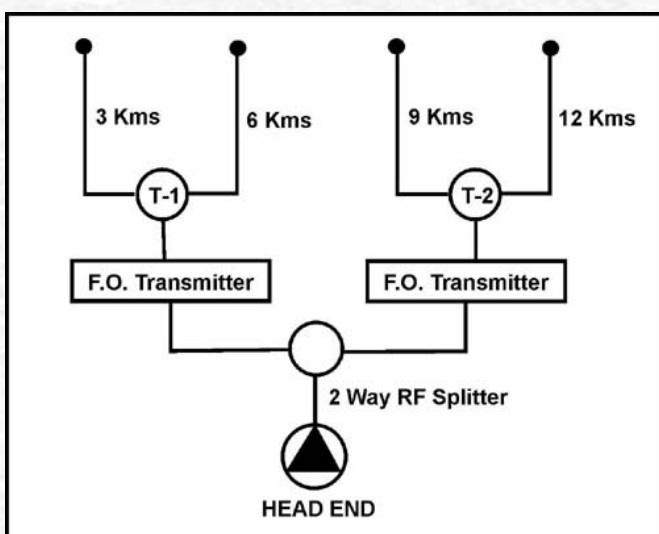 3 Kms
6 Kms
9 Kms
12 Kms
T-1
T-2
F.O. Transmitter
F.O. Transmitter
2 Way RF Splitter
HEAD END